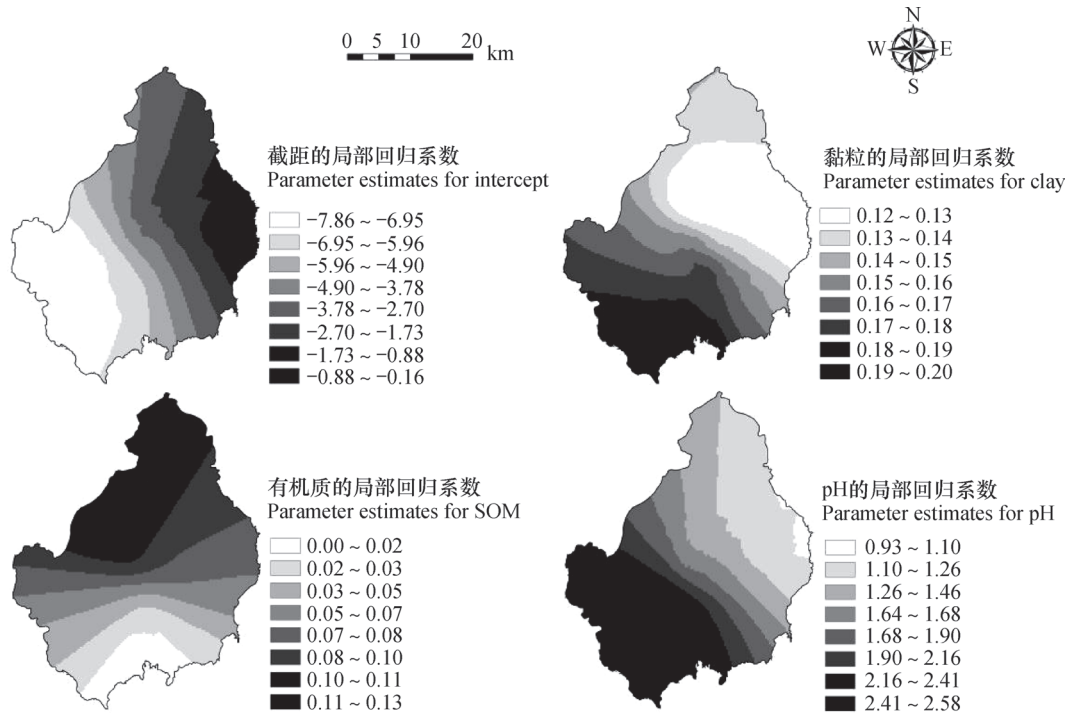 0 5 10 20 km
N
W E
S
截距的局部回归系数
Parameter estimates for intercept
−7.86 ~ −6.95
−6.95 ~ −5.96
−5.96 ~ −4.90
−4.90 ~ −3.78
−3.78 ~ −2.70
−2.70 ~ −1.73
−1.73 ~ −0.88
−0.88 ~ −0.16
黏粒的局部回归系数
Parameter estimates for clay
0.12 ~ 0.13
0.13 ~ 0.14
0.14 ~ 0.15
0.15 ~ 0.16
0.16 ~ 0.17
0.17 ~ 0.18
0.18 ~ 0.19
0.19 ~ 0.20
有机质的局部回归系数
Parameter estimates for SOM
0.00 ~ 0.02
0.02 ~ 0.03
0.03 ~ 0.05
0.05 ~ 0.07
0.07 ~ 0.08
0.08 ~ 0.10
0.10 ~ 0.11
0.11 ~ 0.13
pH的局部回归系数
Parameter estimates for pH
0.93 ~ 1.10
1.10 ~ 1.26
1.26 ~ 1.46
1.64 ~ 1.68
1.68 ~ 1.90
1.90 ~ 2.16
2.16 ~ 2.41
2.41 ~ 2.58